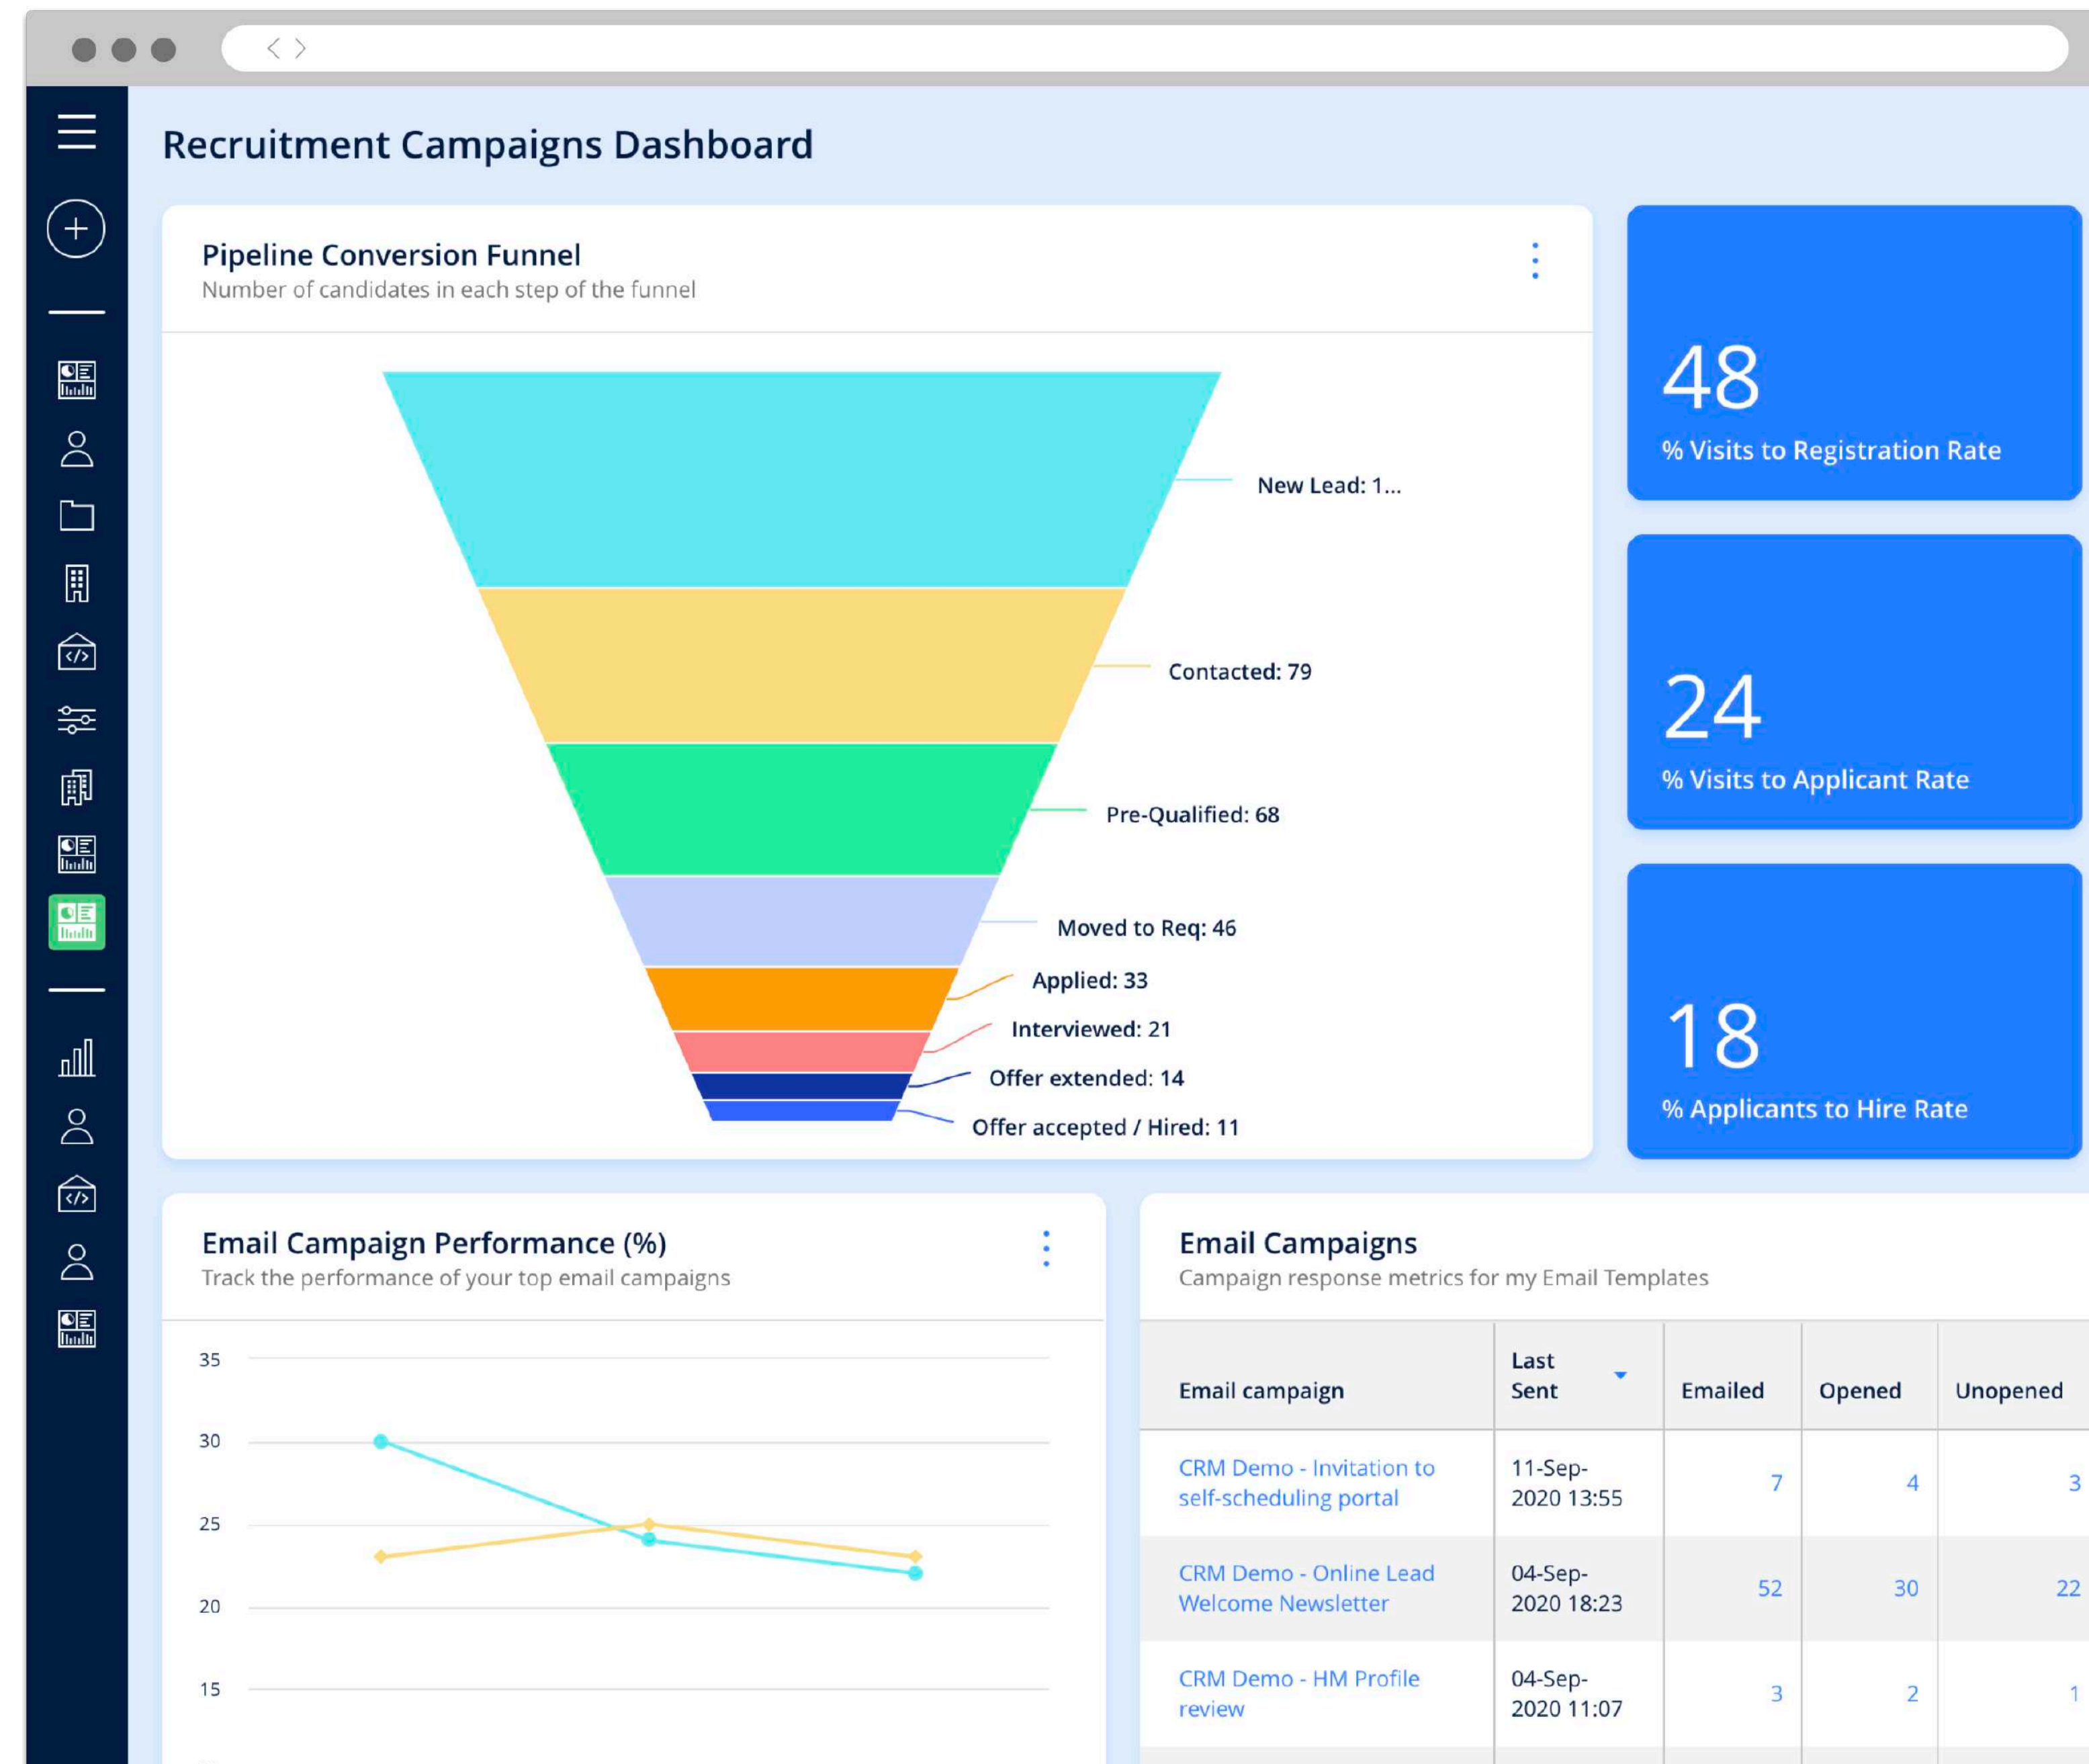 Recruitment Campaigns Dashboard
Pipeline Conversion Funnel
Number of candidates in each step of the funnel
New Lead: 1...
Contacted: 79
Pre-Qualified: 68
Moved to Req: 46
Applied: 33
Interviewed: 21
Offer extended: 14
Offer accepted / Hired: 11
48
% Visits to Registration Rate
24
% Visits to Applicant Rate
18
% Applicants to Hire Rate
Email Campaign Performance (%)
Track the performance of your top email campaigns
35
30
25
20
15
Email Campaigns
Campaign response metrics for my Email Templates
Email campaign Last Sent Emailed Opened Unopened
CRM Demo - Invitation to 11-Sep-
self-scheduling portal 2020 13:55 7 4 3
CRM Demo - Online Lead 04-Sep-
Welcome Newsletter 2020 18:23 52 30 22
CRM Demo - HM Profile 04-Sep-
review 2020 11:07 3 2 1